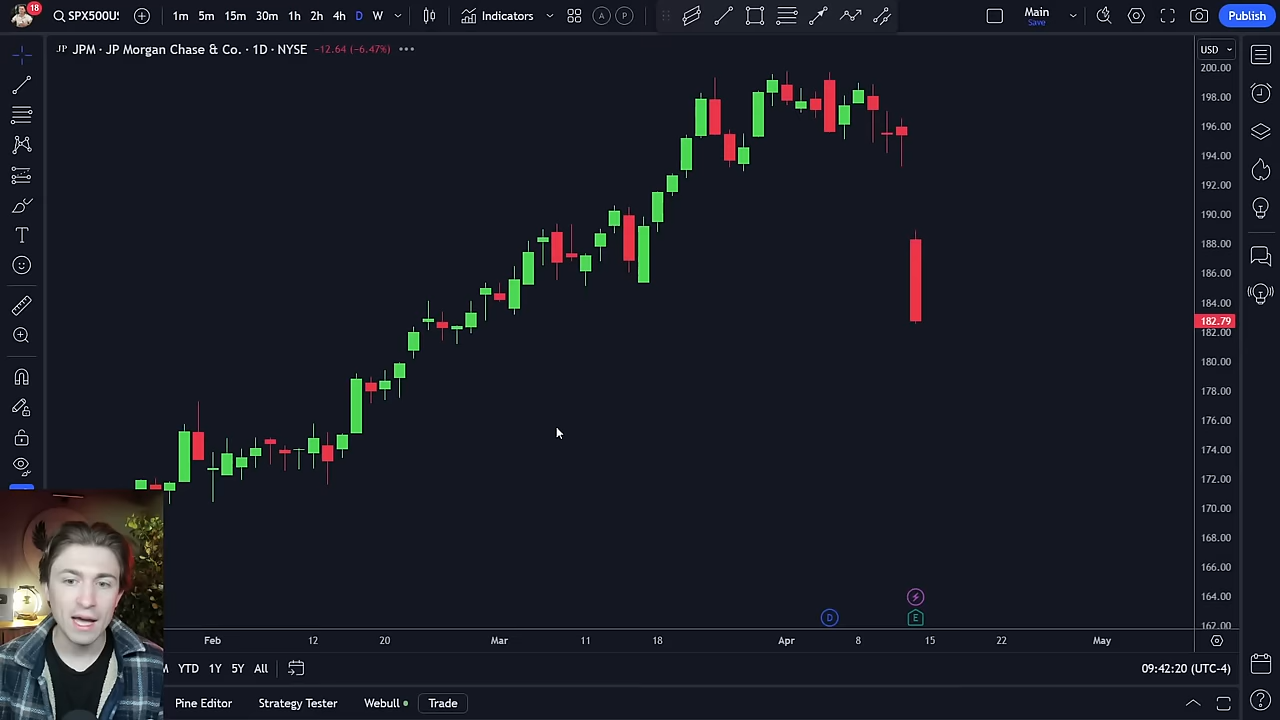 18
SPX500US
1m 5m 15m 30m 1h 2h 4h D W
Indicators
A P
Main
Save
Publish
JP JPM · JP Morgan Chase & Co. · 1D · NYSE −12.64 (−6.47%)
USD
200.00
198.00
196.00
194.00
192.00
190.00
188.00
186.00
184.00
182.79
182.00
180.00
178.00
176.00
174.00
172.00
170.00
168.00
166.00
164.00
162.00
D
E
Feb 12 20 Mar 11 18 Apr 8 15 22 May
YTD 1Y 5Y All
09:42:20 (UTC-4)
Pine Editor Strategy Tester Webull Trade